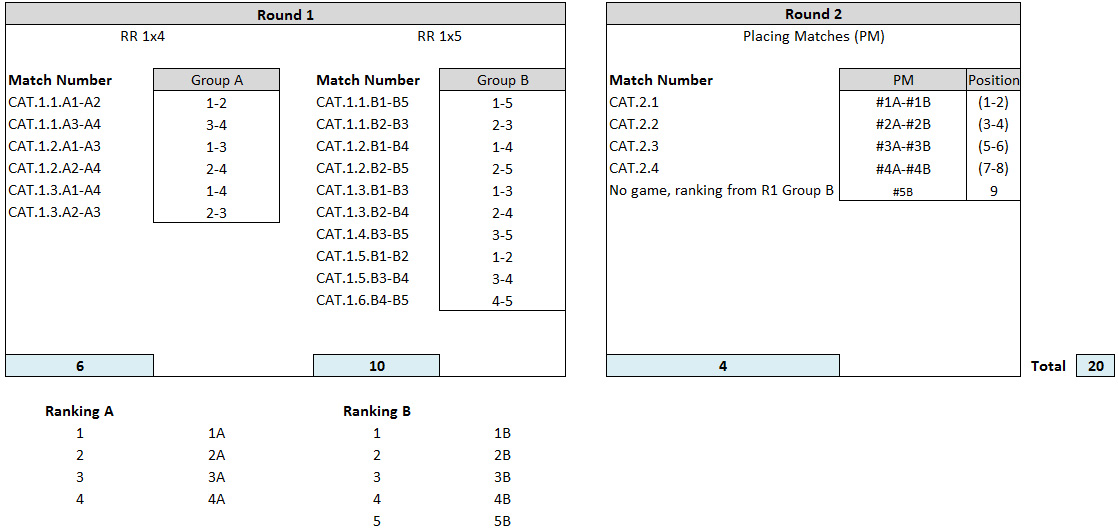 Round 1 Round 2
RR 1x4 RR 1x5 Placing Matches (PM)
Match Number Group A Match Number Group B Match Number PM Position
CAT.1.1.A1-A2 1-2 CAT.1.1.B1-B5 1-5 CAT.2.1 #1A-#1B (1-2)
CAT.1.1.A3-A4 3-4 CAT.1.1.B2-B3 2-3 CAT.2.2 #2A-#2B (3-4)
CAT.1.2.A1-A3 1-3 CAT.1.2.B1-B4 1-4 CAT.2.3 #3A-#3B (5-6)
CAT.1.2.A2-A4 2-4 CAT.1.2.B2-B5 2-5 CAT.2.4 #4A-#4B (7-8)
CAT.1.3.A1-A4 1-4 CAT.1.3.B1-B3 1-3 No game, ranking from R1 Group B #5B 9
CAT.1.3.A2-A3 2-3 CAT.1.3.B2-B4 2-4
CAT.1.4.B3-B5 3-5
CAT.1.5.B1-B2 1-2
CAT.1.5.B3-B4 3-4
CAT.1.6.B4-B5 4-5
6 10 4 Total 20
Ranking A Ranking B
1 1A 1 1B
2 2A 2 2B
3 3A 3 3B
4 4A 4 4B
5 5B